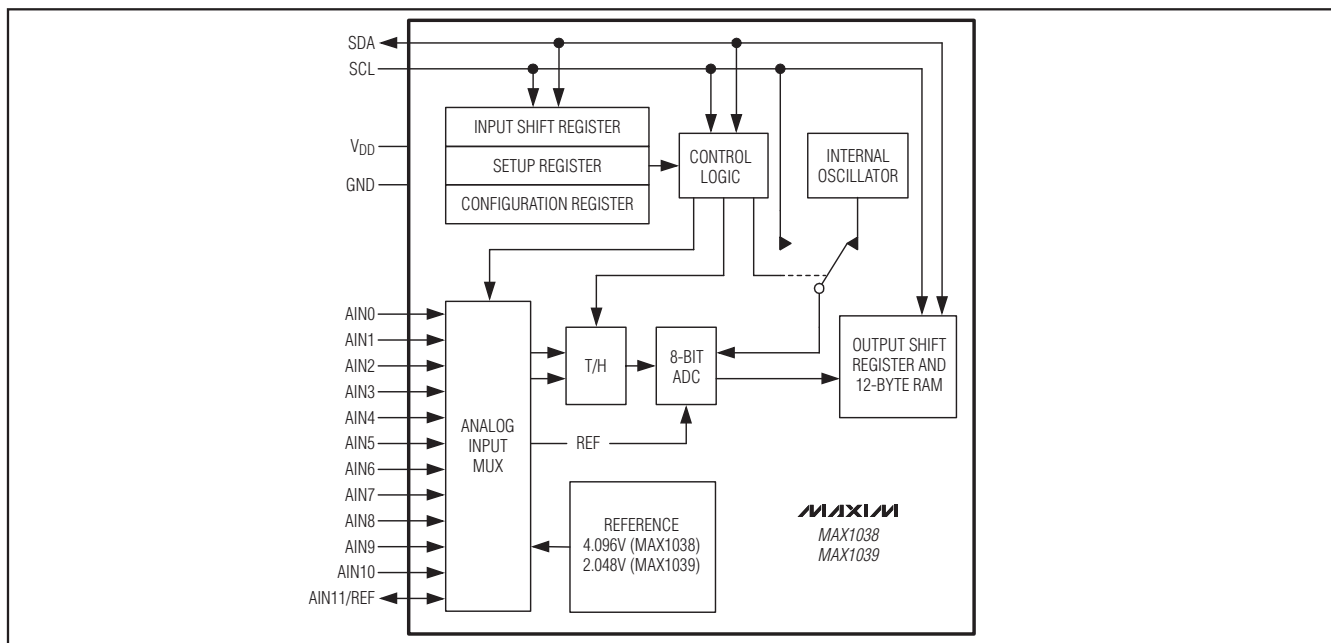 SDA
SCL
VDD
GND
INPUT SHIFT REGISTER
SETUP REGISTER
CONFIGURATION REGISTER
CONTROL
LOGIC
INTERNAL
OSCILLATOR
AIN0
AIN1
AIN2
AIN3
AIN4
AIN5
AIN6
AIN7
AIN8
AIN9
AIN10
AIN11/REF
ANALOG
INPUT
MUX
T/H
8-BIT
ADC
REF
OUTPUT SHIFT
REGISTER AND
12-BYTE RAM
REFERENCE
4.096V (MAX1038)
2.048V (MAX1039)
MAXIM
MAX1038
MAX1039